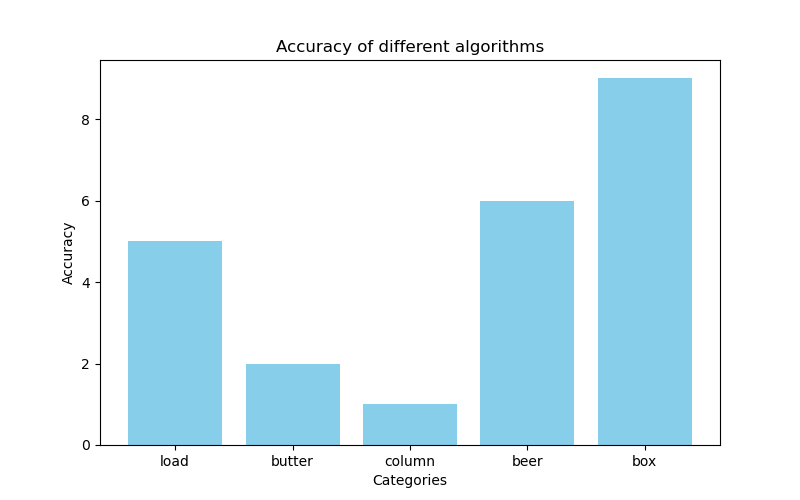 Accuracy of different algorithms
Accuracy
8
6
4
2
0
load butter column beer box
Categories